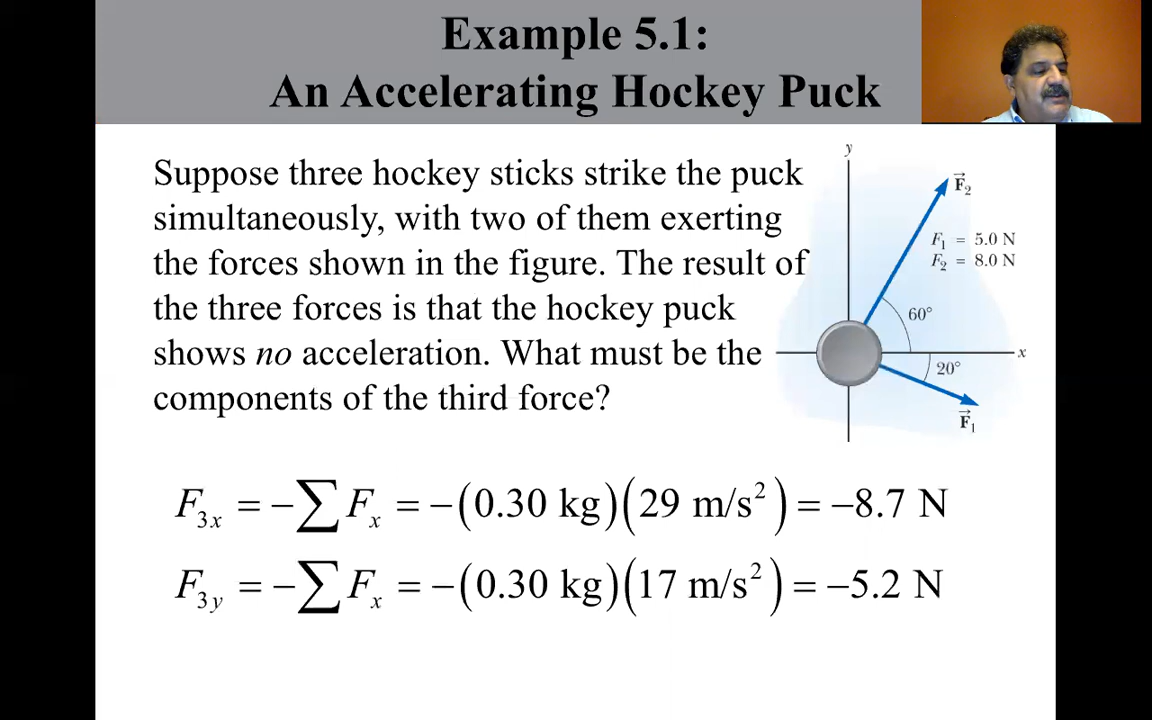 Example 5.1:
An Accelerating Hockey Puck
Suppose three hockey sticks strike the puck
simultaneously, with two of them exerting
the forces shown in the figure. The result of
the three forces is that the hockey puck
shows no acceleration. What must be the
components of the third force?
y
F⃗₂
F₁ = 5.0 N
F₂ = 8.0 N
60°
x
20°
F⃗₁
F₃ₓ = −∑Fₓ = −(0.30 kg)(29 m/s²) = −8.7 N
F₃y = −∑Fₓ = −(0.30 kg)(17 m/s²) = −5.2 N